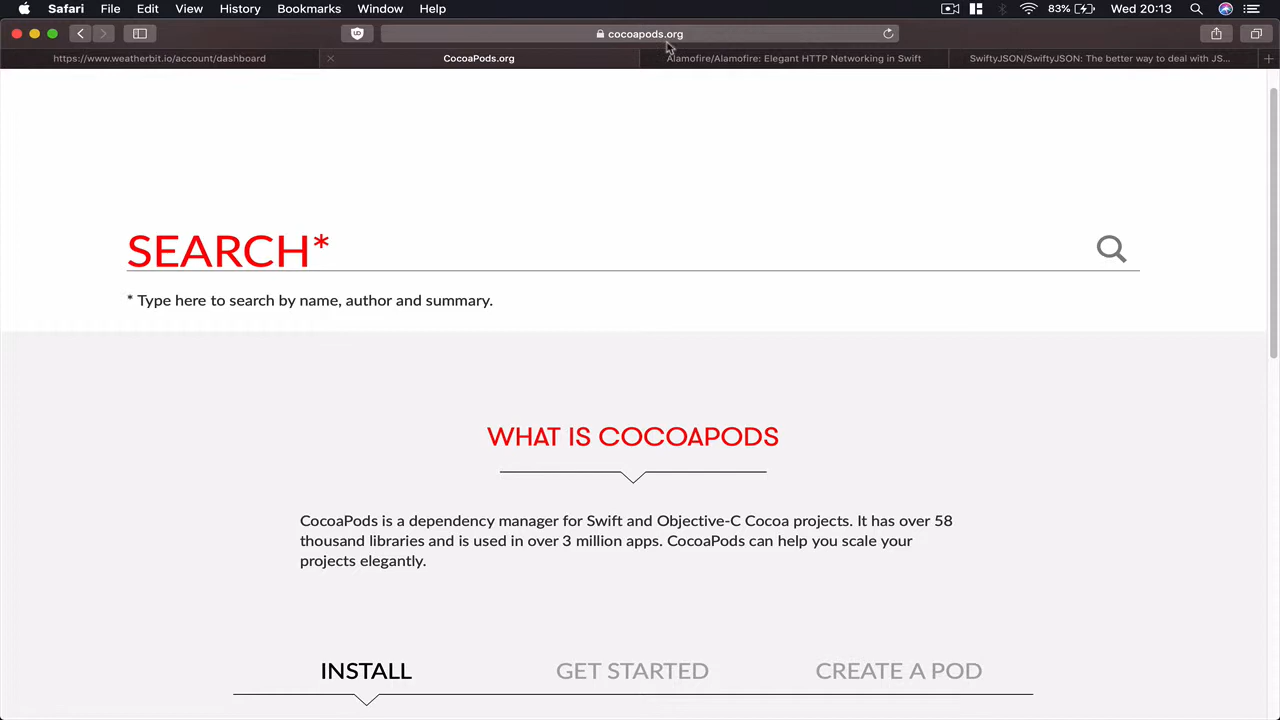 Safari File Edit View History Bookmarks Window Help 83% Wed 20:13
cocoapods.org
https://www.weatherbit.io/account/dashboard CocoaPods.org Alamofire/Alamofire: Elegant HTTP Networking in Swift SwiftyJSON/SwiftyJSON: The better way to deal with JS...
SEARCH*
* Type here to search by name, author and summary.
WHAT IS COCOAPODS
CocoaPods is a dependency manager for Swift and Objective-C Cocoa projects. It has over 58
thousand libraries and is used in over 3 million apps. CocoaPods can help you scale your
projects elegantly.
INSTALL GET STARTED CREATE A POD